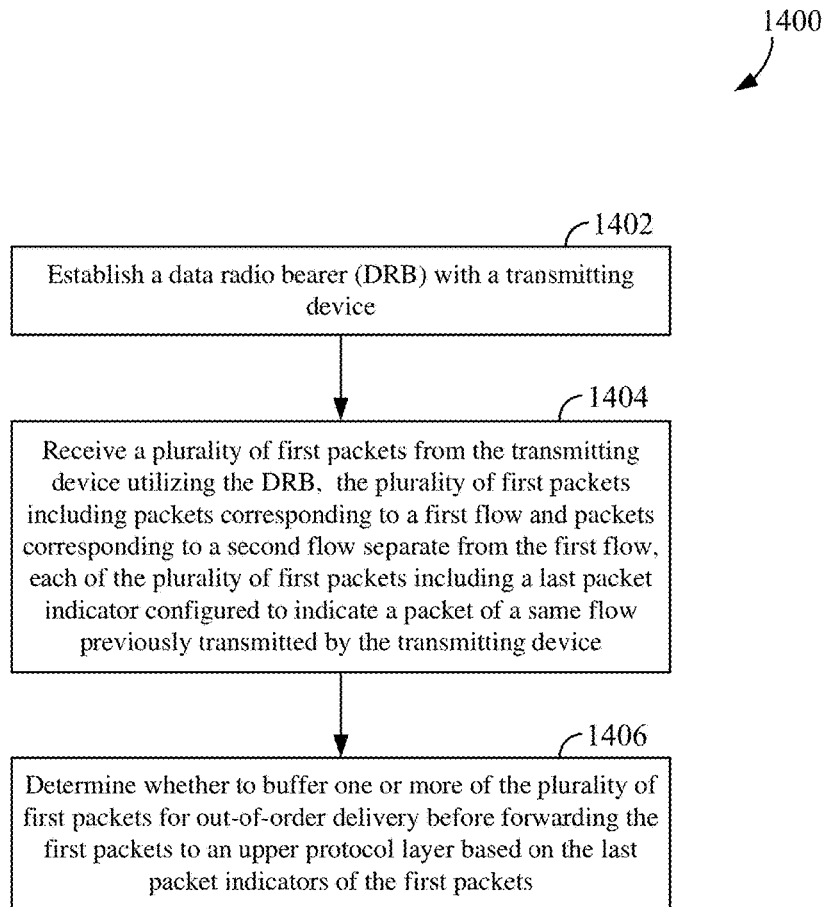 1400
1402
Establish a data radio bearer (DRB) with a transmitting
device
1404
Receive a plurality of first packets from the transmitting
device utilizing the DRB, the plurality of first packets
including packets corresponding to a first flow and packets
corresponding to a second flow separate from the first flow,
each of the plurality of first packets including a last packet
indicator configured to indicate a packet of a same flow
previously transmitted by the transmitting device
1406
Determine whether to buffer one or more of the plurality of
first packets for out-of-order delivery before forwarding the
first packets to an upper protocol layer based on the last
packet indicators of the first packets